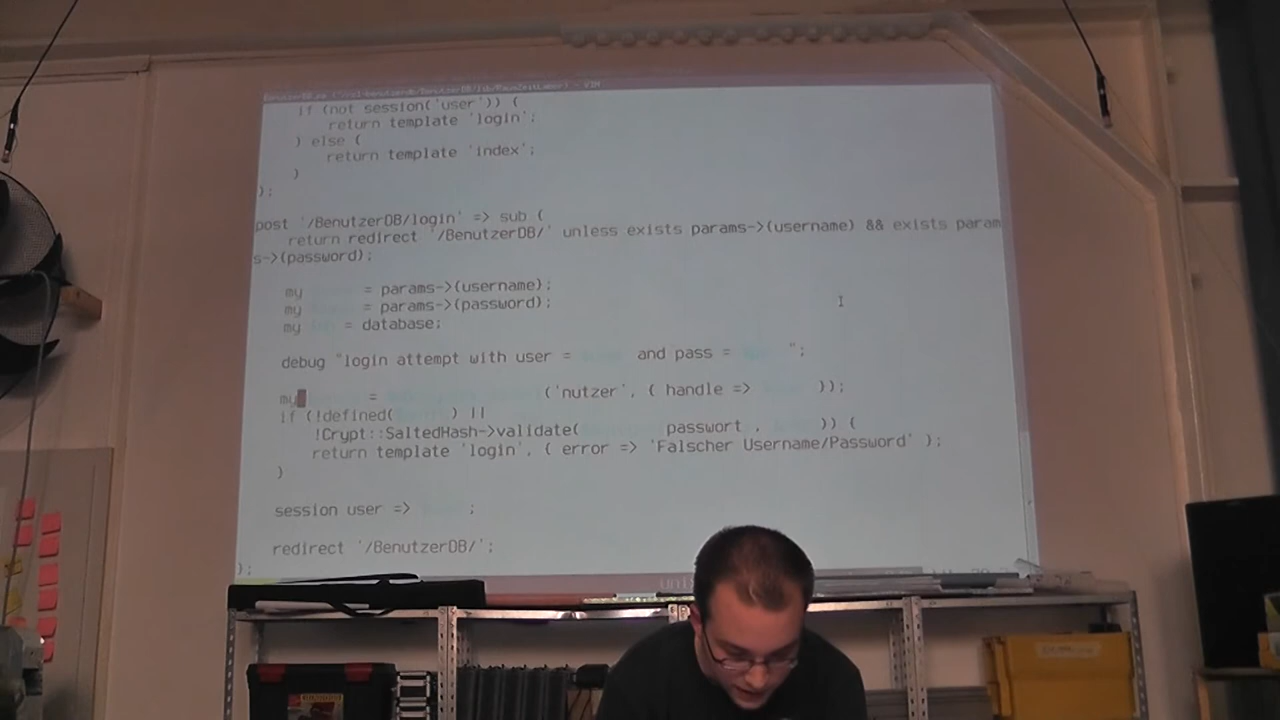 if (not session('user')) {
return template 'login';
} else {
return template 'index';
}
};
post '/BenutzerDB/login' => sub {
return redirect '/BenutzerDB/' unless exists params->{username} && exists param
s->{password};
my = params->{username};
my = params->{password};
my = database;
debug "login attempt with user = and pass = ";
my = ('nutzer', { handle => });
if (!defined( ) ||
!Crypt::SaltedHash->validate( passwort , )) {
return template 'login', { error => 'Falscher Username/Password' };
}
session user => ;
redirect '/BenutzerDB/';
};